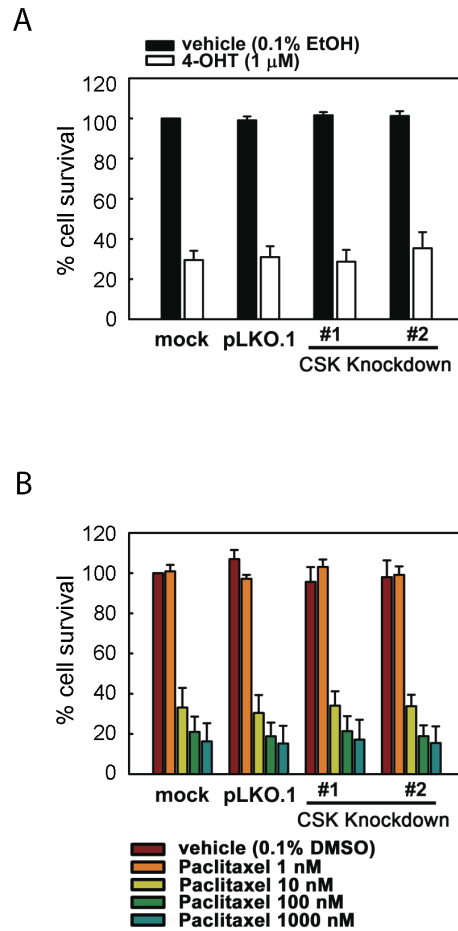 A
vehicle (0.1% EtOH)
4-OHT (1 μM)
% cell survival
120
100
80
60
40
20
0
mock pLKO.1 #1 #2
CSK Knockdown
B
% cell survival
120
100
80
60
40
20
0
mock pLKO.1 #1 #2
CSK Knockdown
vehicle (0.1% DMSO)
Paclitaxel 1 nM
Paclitaxel 10 nM
Paclitaxel 100 nM
Paclitaxel 1000 nM